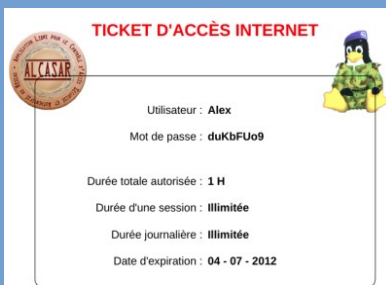 TICKET D'ACCÈS INTERNET
ALCASAR
Utilisateur : Alex
Mot de passe : duKbFUo9
Durée totale autorisée : 1 H
Durée d'une session : Illimitée
Durée journalière : Illimitée
Date d'expiration : 04 - 07 - 2012